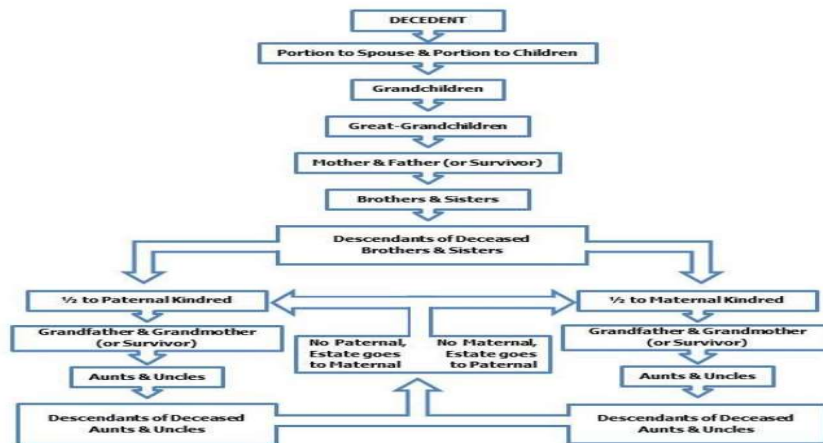 DECEDENT
Portion to Spouse & Portion to Children
Grandchildren
Great-Grandchildren
Mother & Father (or Survivor)
Brothers & Sisters
Descendants of Deceased
Brothers & Sisters
½ to Paternal Kindred
½ to Maternal Kindred
Grandfather & Grandmother
(or Survivor)
No Paternal,
Estate goes
to Maternal
No Maternal,
Estate goes
to Paternal
Grandfather & Grandmother
(or Survivor)
Aunts & Uncles
Aunts & Uncles
Descendants of Deceased
Aunts & Uncles
Descendants of Deceased
Aunts & Uncles